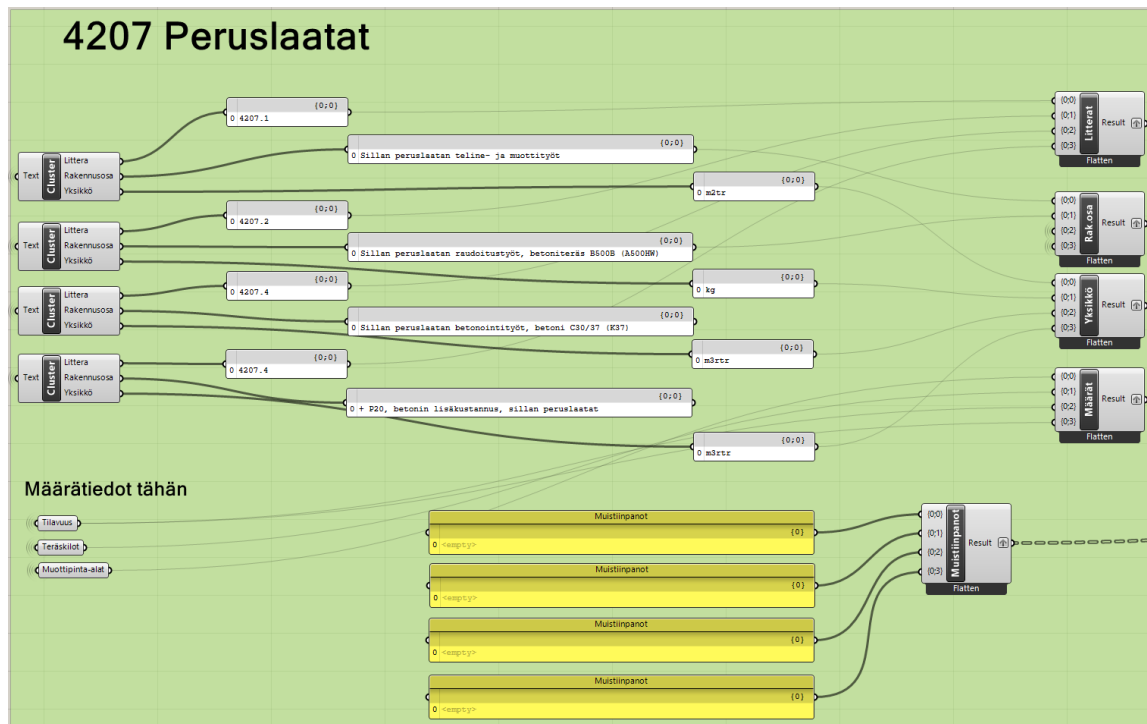 4207 Peruslaatat
{0;0}
0 4207.1
{0;0}
0 Sillan peruslaatan teline- ja muottityöt
{0;0}
0 m2tr
Text
Cluster
Littera
Rakennusosa
Yksikkö
{0;0}
0 4207.2
{0;0}
0 Sillan peruslaatan raudoitustyöt, betoniteräs B500B (A500HW)
{0;0}
0 kg
Text
Cluster
Littera
Rakennusosa
Yksikkö
{0;0}
0 4207.4
{0;0}
0 Sillan peruslaatan betonointityöt, betoni C30/37 (K37)
{0;0}
0 m3rtr
Text
Cluster
Littera
Rakennusosa
Yksikkö
{0;0}
0 4207.4
{0;0}
0 + P20, betonin lisäkustannus, sillan peruslaatat
{0;0}
0 m3rtr
Text
Cluster
Littera
Rakennusosa
Yksikkö
{0;0}
{0;1}
{0;2}
{0;3}
Litterat
Result
Flatten
{0;0}
{0;1}
{0;2}
{0;3}
Rak.osa
Result
Flatten
{0;0}
{0;1}
{0;2}
{0;3}
Yksikkö
Result
Flatten
{0;0}
{0;1}
{0;2}
{0;3}
Määrät
Result
Flatten
Määrätiedot tähän
Tilavuus
Teräskilot
Muottipinta-alat
Muistiinpanot
{0}
0 <empty>
Muistiinpanot
{0}
0 <empty>
Muistiinpanot
{0}
0 <empty>
Muistiinpanot
{0}
0 <empty>
{0;0}
{0;1}
{0;2}
{0;3}
Muistiinpanot
Result
Flatten